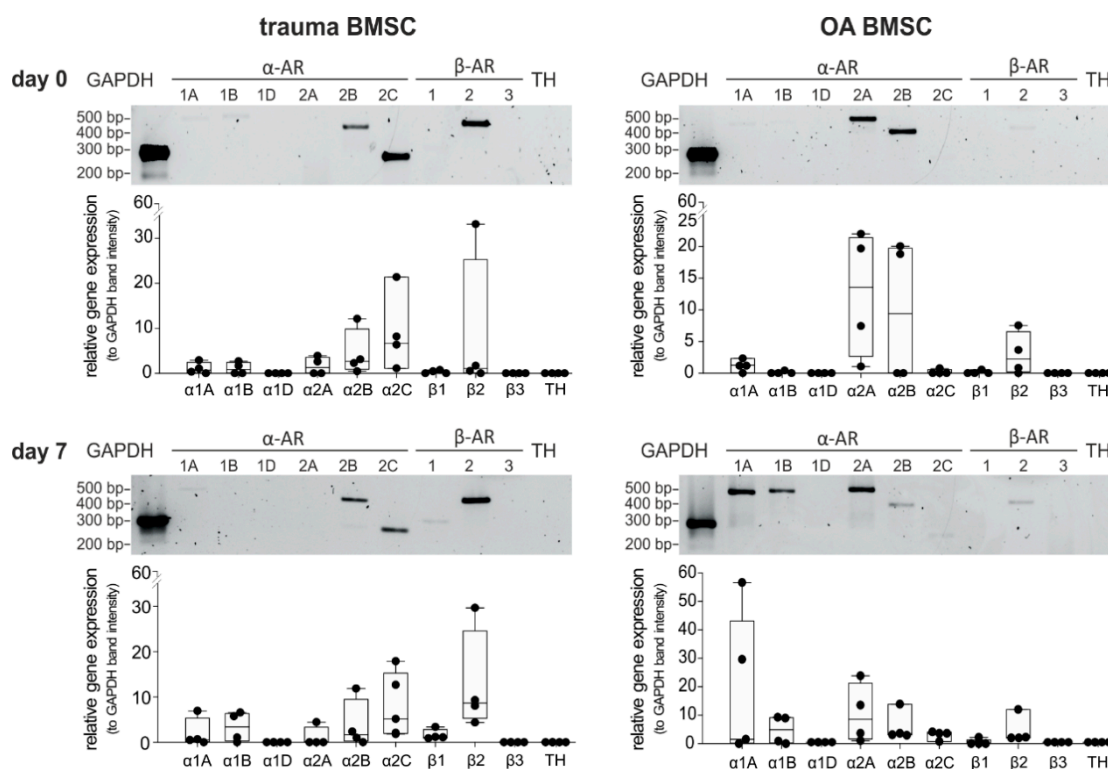 trauma BMSC
OA BMSC
day 0
GAPDH
α-AR
β-AR
TH
1A 1B 1D 2A 2B 2C 1 2 3
500 bp
400 bp
300 bp
200 bp
relative gene expression
(to GAPDH band intensity)
60
30
20
10
0
α1A α1B α1D α2A α2B α2C β1 β2 β3 TH
GAPDH
α-AR
β-AR
TH
1A 1B 1D 2A 2B 2C 1 2 3
500 bp
400 bp
300 bp
200 bp
relative gene expression
(to GAPDH band intensity)
60
25
20
15
10
5
0
α1A α1B α1D α2A α2B α2C β1 β2 β3 TH
day 7
GAPDH
α-AR
β-AR
TH
1A 1B 1D 2A 2B 2C 1 2 3
500 bp
400 bp
300 bp
200 bp
relative gene expression
(to GAPDH band intensity)
60
30
20
10
0
α1A α1B α1D α2A α2B α2C β1 β2 β3 TH
GAPDH
α-AR
β-AR
TH
1A 1B 1D 2A 2B 2C 1 2 3
500 bp
400 bp
300 bp
200 bp
relative gene expression
(to GAPDH band intensity)
60
50
40
30
20
10
0
α1A α1B α1D α2A α2B α2C β1 β2 β3 TH